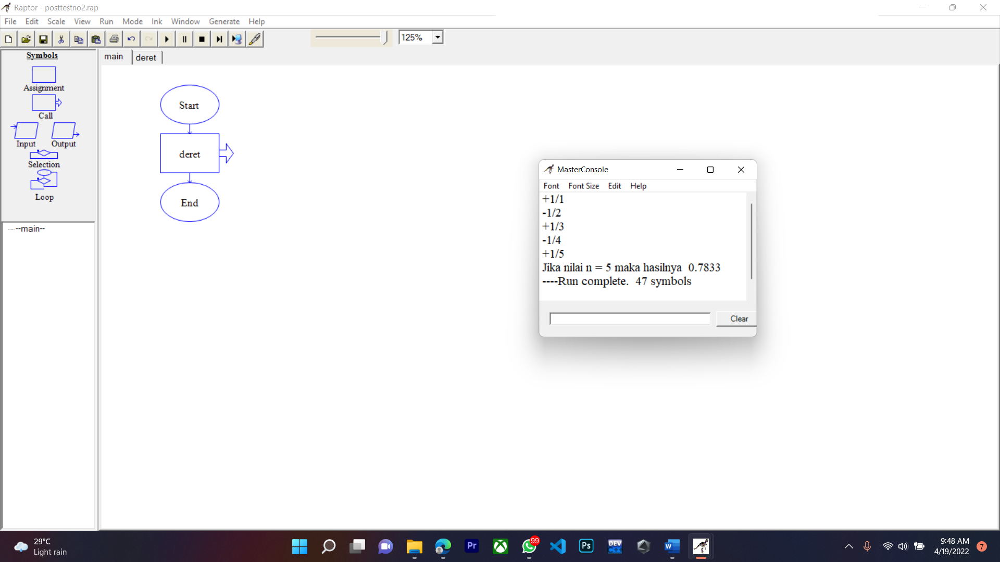 Raptor - posttestno2.rap
File Edit Scale View Run Mode Ink Window Generate Help
125%
Symbols
Assignment
Call
Input Output
Selection
Loop
--main--
main deret
Start
deret
End
MasterConsole
Font Font Size Edit Help
+1/1
-1/2
+1/3
-1/4
+1/5
Jika nilai n = 5 maka hasilnya 0.7833
----Run complete. 47 symbols
Clear
29°C
Light rain
Pr
99
Ps
DEV
C++
W
9:48 AM
4/19/2022
7